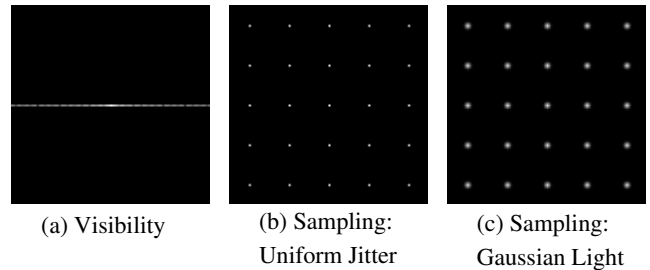 (a) Visibility
(b) Sampling:
Uniform Jitter
(c) Sampling:
Gaussian Light